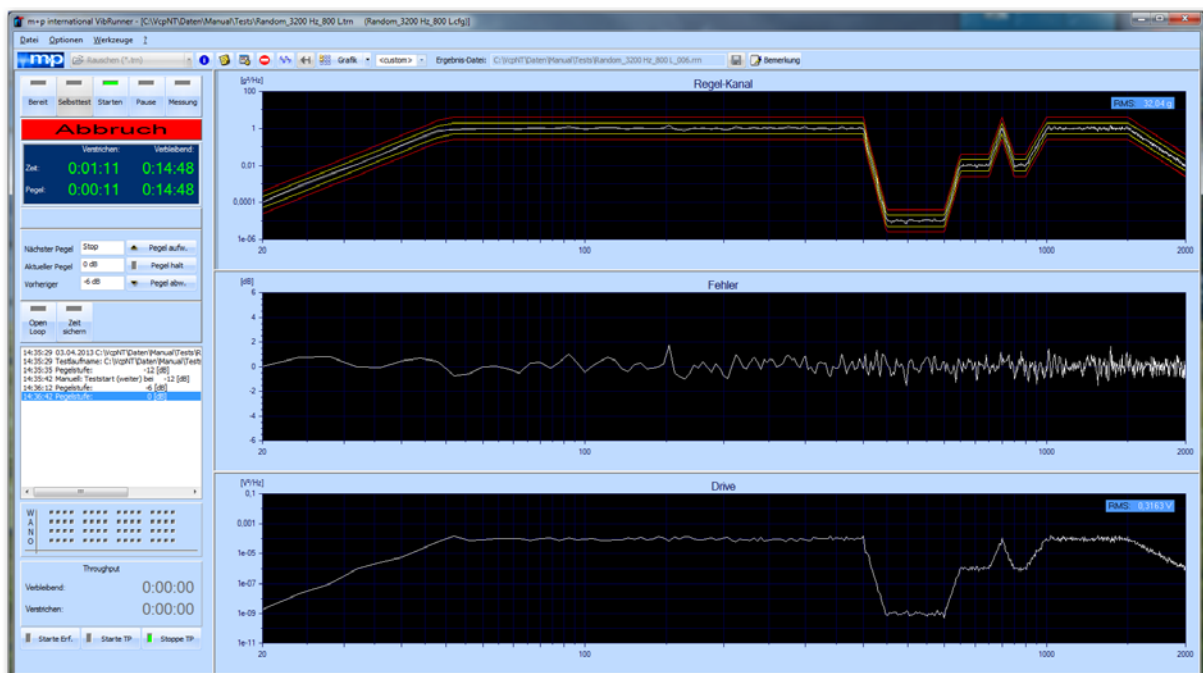 m+p international VibRunner - [C:\VcpNT\Daten\Manual\Tests\Random_3200 Hz_800 L.trn (Random_3200 Hz_800 L.cfg)]
Datei Optionen Werkzeuge ?
mp Rauschen (*.trn) Grafik <custom> Ergebnis-Datei: C:\VcpNT\Daten\Manual\Tests\Random_3200 Hz_800 L_006.rrn Bemerkung
Bereit Selbsttest Starten Pause Messung
Abbruch
Verstrichen: Verbleibend:
Zeit: 0:01:11 0:14:48
Pegel: 0:00:11 0:14:48
Nächster Pegel Stop Pegel aufw.
Aktueller Pegel 0 dB Pegel halt
Vorheriger -6 dB Pegel abw.
Open Loop Zeit sichern
14:35:29 03.04.2013 C:\VcpNT\Daten\Manual\Tests\R
14:35:29 Testlaufname: C:\VcpNT\Daten\Manual\Tests
14:35:35 Pegelstufe: -12 [dB]
14:35:42 Manuell: Teststart (weiter) bei -12 [dB]
14:36:12 Pegelstufe: -6 [dB]
14:36:42 Pegelstufe: 0 [dB]
W
A
N
O
Throughput
Verbleibend: 0:00:00
Verstrichen: 0:00:00
Starte Erf. Starte TP Stoppe TP
[g²/Hz] Regel-Kanal
RMS: 32,04 g
100
1
0,01
0,0001
1e-06
20 100 1000 2000
[dB] Fehler
6
4
2
0
-2
-4
-6
20 100 1000 2000
[V²/Hz] Drive
RMS: 0,3163 V
0,1
0,001
1e-05
1e-07
1e-09
1e-11
20 100 1000 2000